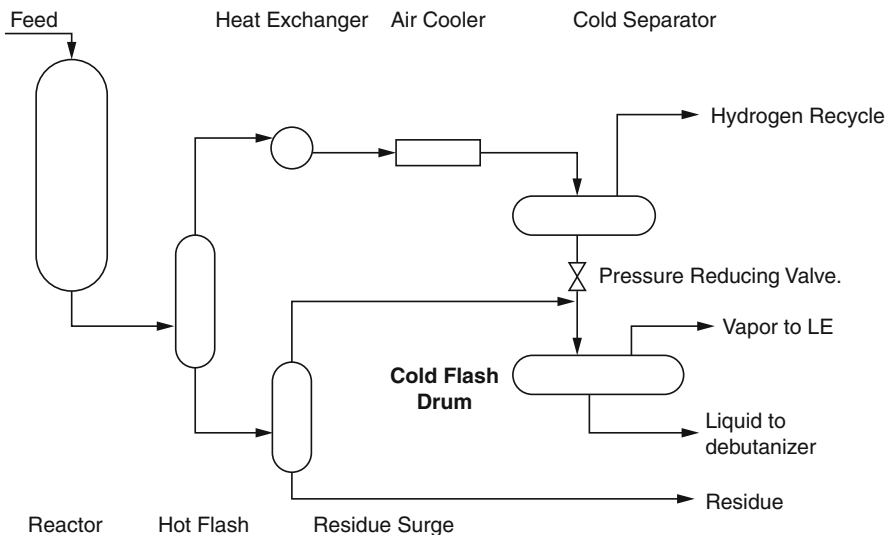 Feed
Heat Exchanger
Air Cooler
Cold Separator
Hydrogen Recycle
Pressure Reducing Valve.
Vapor to LE
Cold Flash
Drum
Liquid to
debutanizer
Residue
Reactor
Hot Flash
Residue Surge